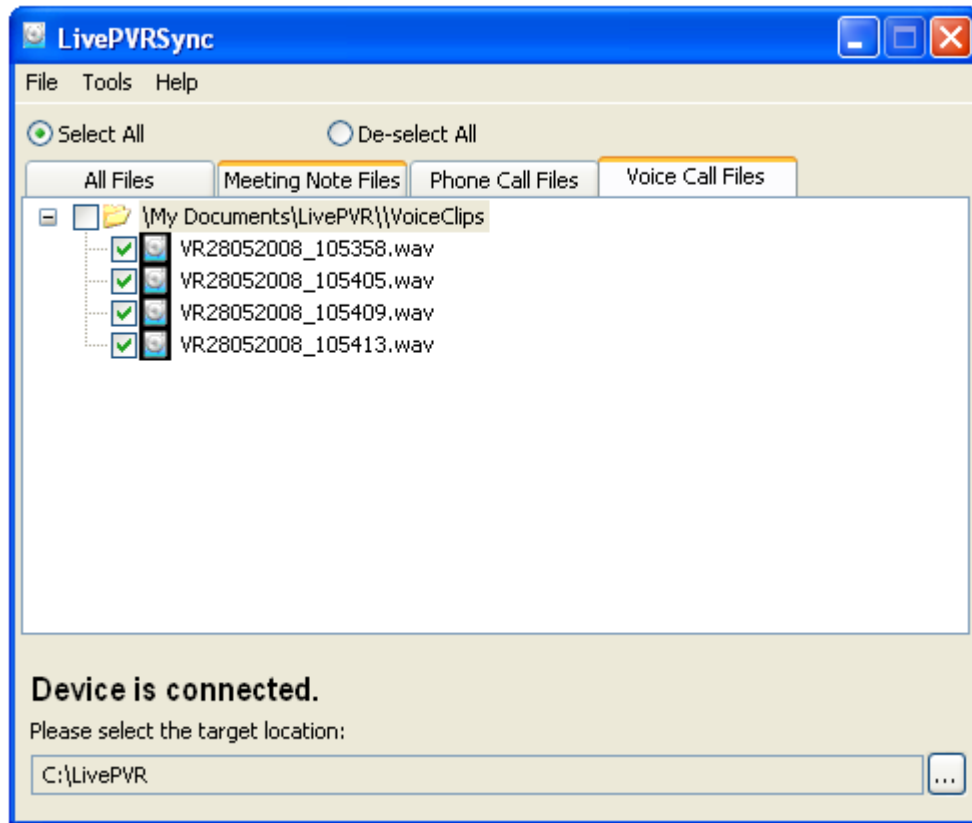 LivePVRSync
File Tools Help
Select All De-select All
All Files Meeting Note Files Phone Call Files Voice Call Files
\My Documents\LivePVR\\VoiceClips
VR28052008_105358.wav
VR28052008_105405.wav
VR28052008_105409.wav
VR28052008_105413.wav
Device is connected.
Please select the target location:
C:\LivePVR ...